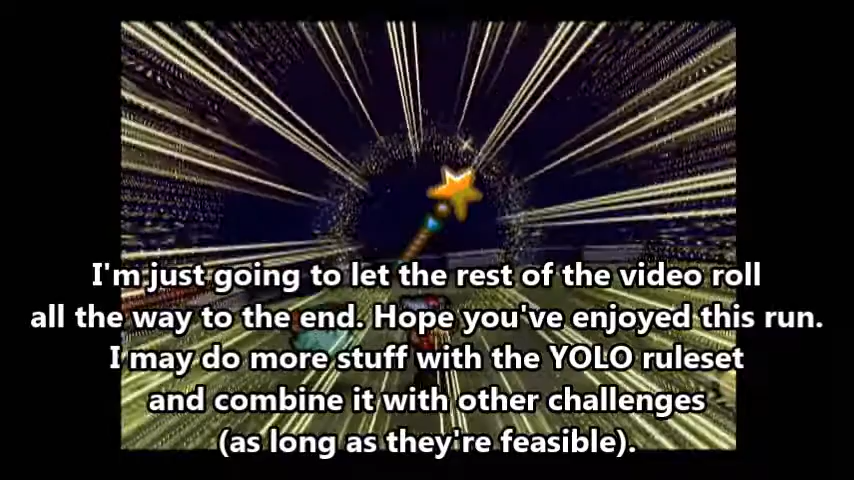 I'm just going to let the rest of the video roll
all the way to the end. Hope you've enjoyed this run.
I may do more stuff with the YOLO ruleset
and combine it with other challenges
(as long as they're feasible).